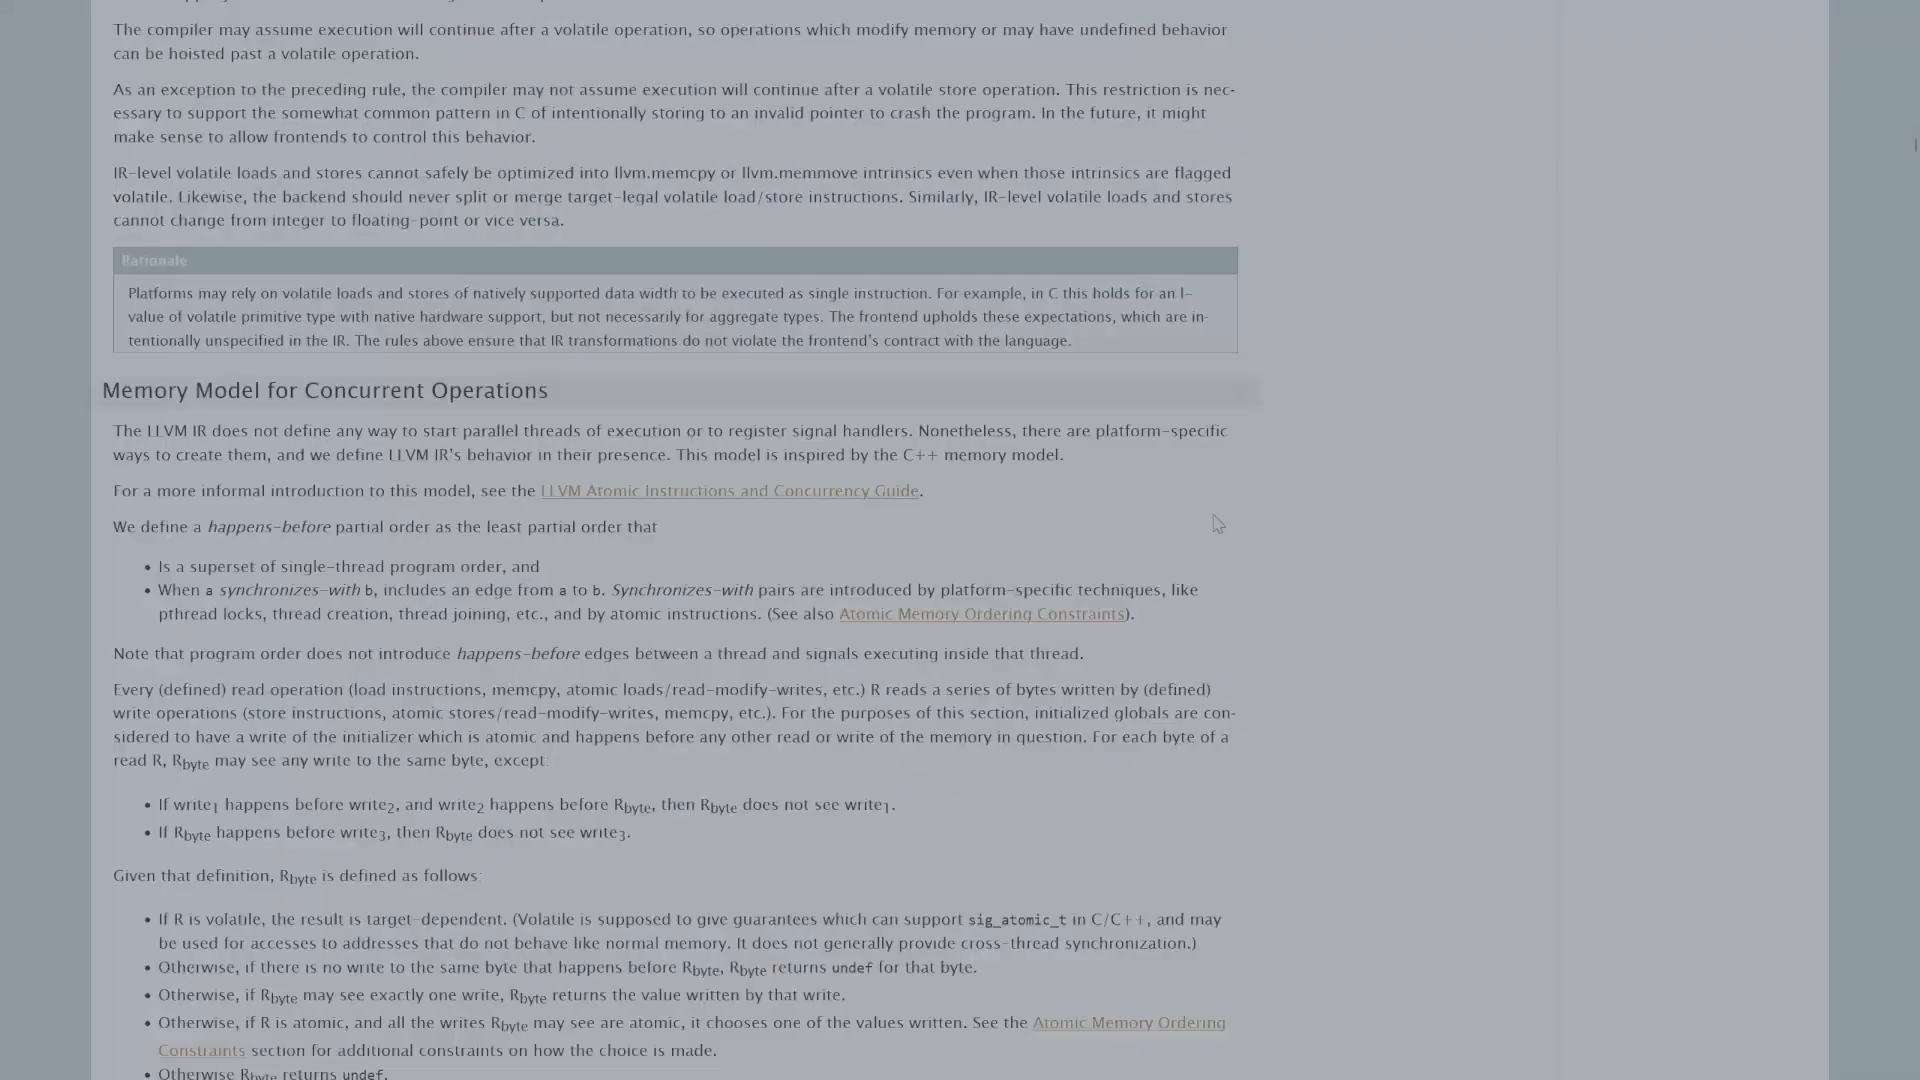 The compiler may assume execution will continue after a volatile operation, so operations which modify memory or may have undefined behavior
can be hoisted past a volatile operation.
As an exception to the preceding rule, the compiler may not assume execution will continue after a volatile store operation. This restriction is nec-
essary to support the somewhat common pattern in C of intentionally storing to an invalid pointer to crash the program. In the future, it might
make sense to allow frontends to control this behavior.
IR-level volatile loads and stores cannot safely be optimized into llvm.memcpy or llvm.memmove intrinsics even when those intrinsics are flagged
volatile. Likewise, the backend should never split or merge target-legal volatile load/store instructions. Similarly, IR-level volatile loads and stores
cannot change from integer to floating-point or vice versa.
Rationale
Platforms may rely on volatile loads and stores of natively supported data width to be executed as single instruction. For example, in C this holds for an l-
value of volatile primitive type with native hardware support, but not necessarily for aggregate types. The frontend upholds these expectations, which are in-
tentionally unspecified in the IR. The rules above ensure that IR transformations do not violate the frontend's contract with the language.
Memory Model for Concurrent Operations
The LLVM IR does not define any way to start parallel threads of execution or to register signal handlers. Nonetheless, there are platform-specific
ways to create them, and we define LLVM IR's behavior in their presence. This model is inspired by the C++ memory model.
For a more informal introduction to this model, see the LLVM Atomic Instructions and Concurrency Guide.
We define a happens-before partial order as the least partial order that
• Is a superset of single-thread program order, and
• When a synchronizes-with b, includes an edge from a to b. Synchronizes-with pairs are introduced by platform-specific techniques, like
pthread locks, thread creation, thread joining, etc., and by atomic instructions. (See also Atomic Memory Ordering Constraints).
Note that program order does not introduce happens-before edges between a thread and signals executing inside that thread.
Every (defined) read operation (load instructions, memcpy, atomic loads/read-modify-writes, etc.) R reads a series of bytes written by (defined)
write operations (store instructions, atomic stores/read-modify-writes, memcpy, etc.). For the purposes of this section, initialized globals are con-
sidered to have a write of the initializer which is atomic and happens before any other read or write of the memory in question. For each byte of a
read R, Rbyte may see any write to the same byte, except:
• If write1 happens before write2, and write2 happens before Rbyte, then Rbyte does not see write1.
• If Rbyte happens before write3, then Rbyte does not see write3.
Given that definition, Rbyte is defined as follows:
• If R is volatile, the result is target-dependent. (Volatile is supposed to give guarantees which can support sig_atomic_t in C/C++, and may
be used for accesses to addresses that do not behave like normal memory. It does not generally provide cross-thread synchronization.)
• Otherwise, if there is no write to the same byte that happens before Rbyte, Rbyte returns undef for that byte.
• Otherwise, if Rbyte may see exactly one write, Rbyte returns the value written by that write.
• Otherwise, if R is atomic, and all the writes Rbyte may see are atomic, it chooses one of the values written. See the Atomic Memory Ordering
Constraints section for additional constraints on how the choice is made.
• Otherwise Rbyte returns undef.